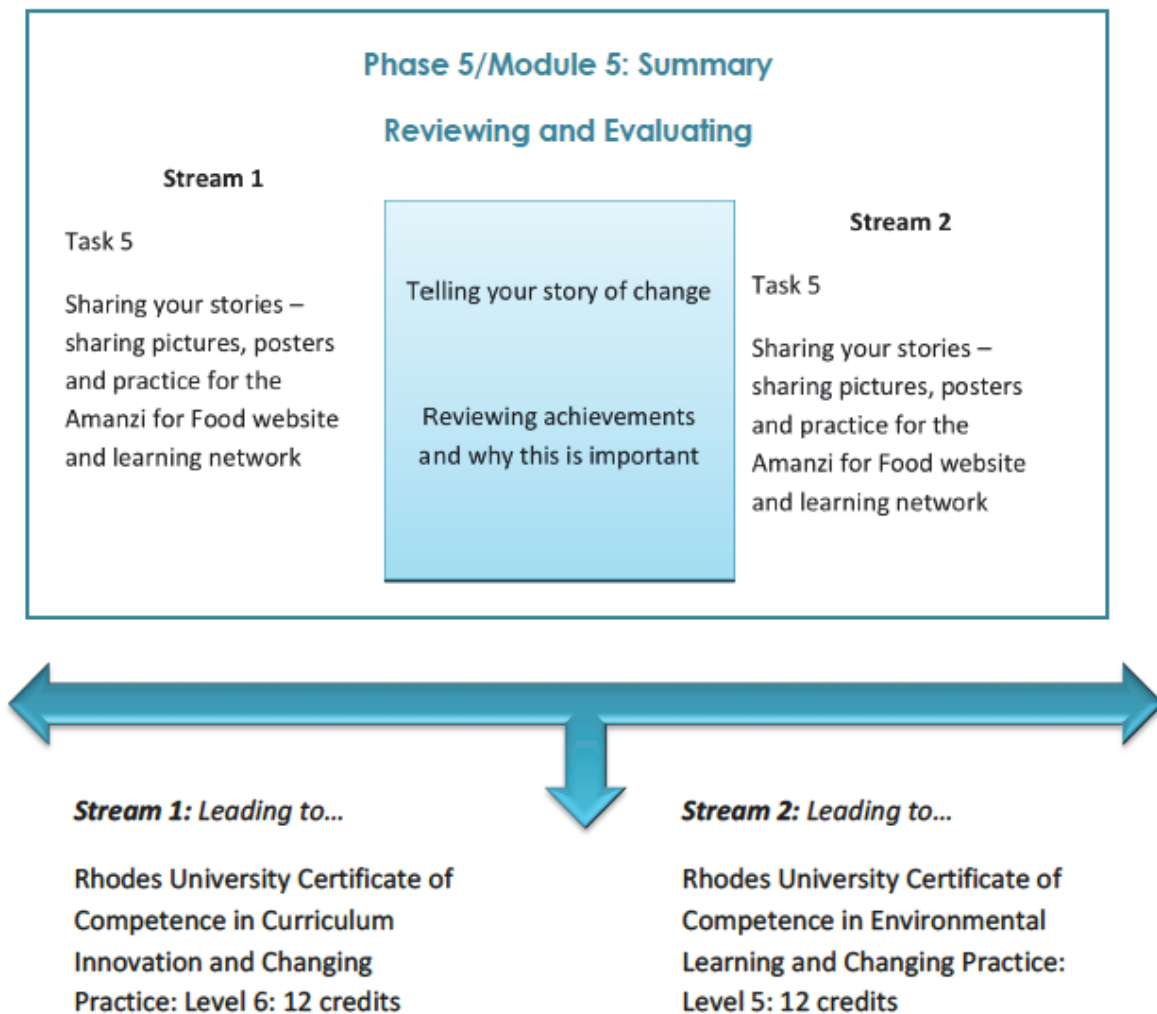 Phase 5/Module 5: Summary
Reviewing and Evaluating
Stream 1
Task 5
Sharing your stories –
sharing pictures, posters
and practice for the
Amanzi for Food website
and learning network
Telling your story of change
Reviewing achievements
and why this is important
Stream 2
Task 5
Sharing your stories –
sharing pictures, posters
and practice for the
Amanzi for Food website
and learning network
Stream 1: Leading to...
Rhodes University Certificate of
Competence in Curriculum
Innovation and Changing
Practice: Level 6: 12 credits
Stream 2: Leading to...
Rhodes University Certificate of
Competence in Environmental
Learning and Changing Practice:
Level 5: 12 credits